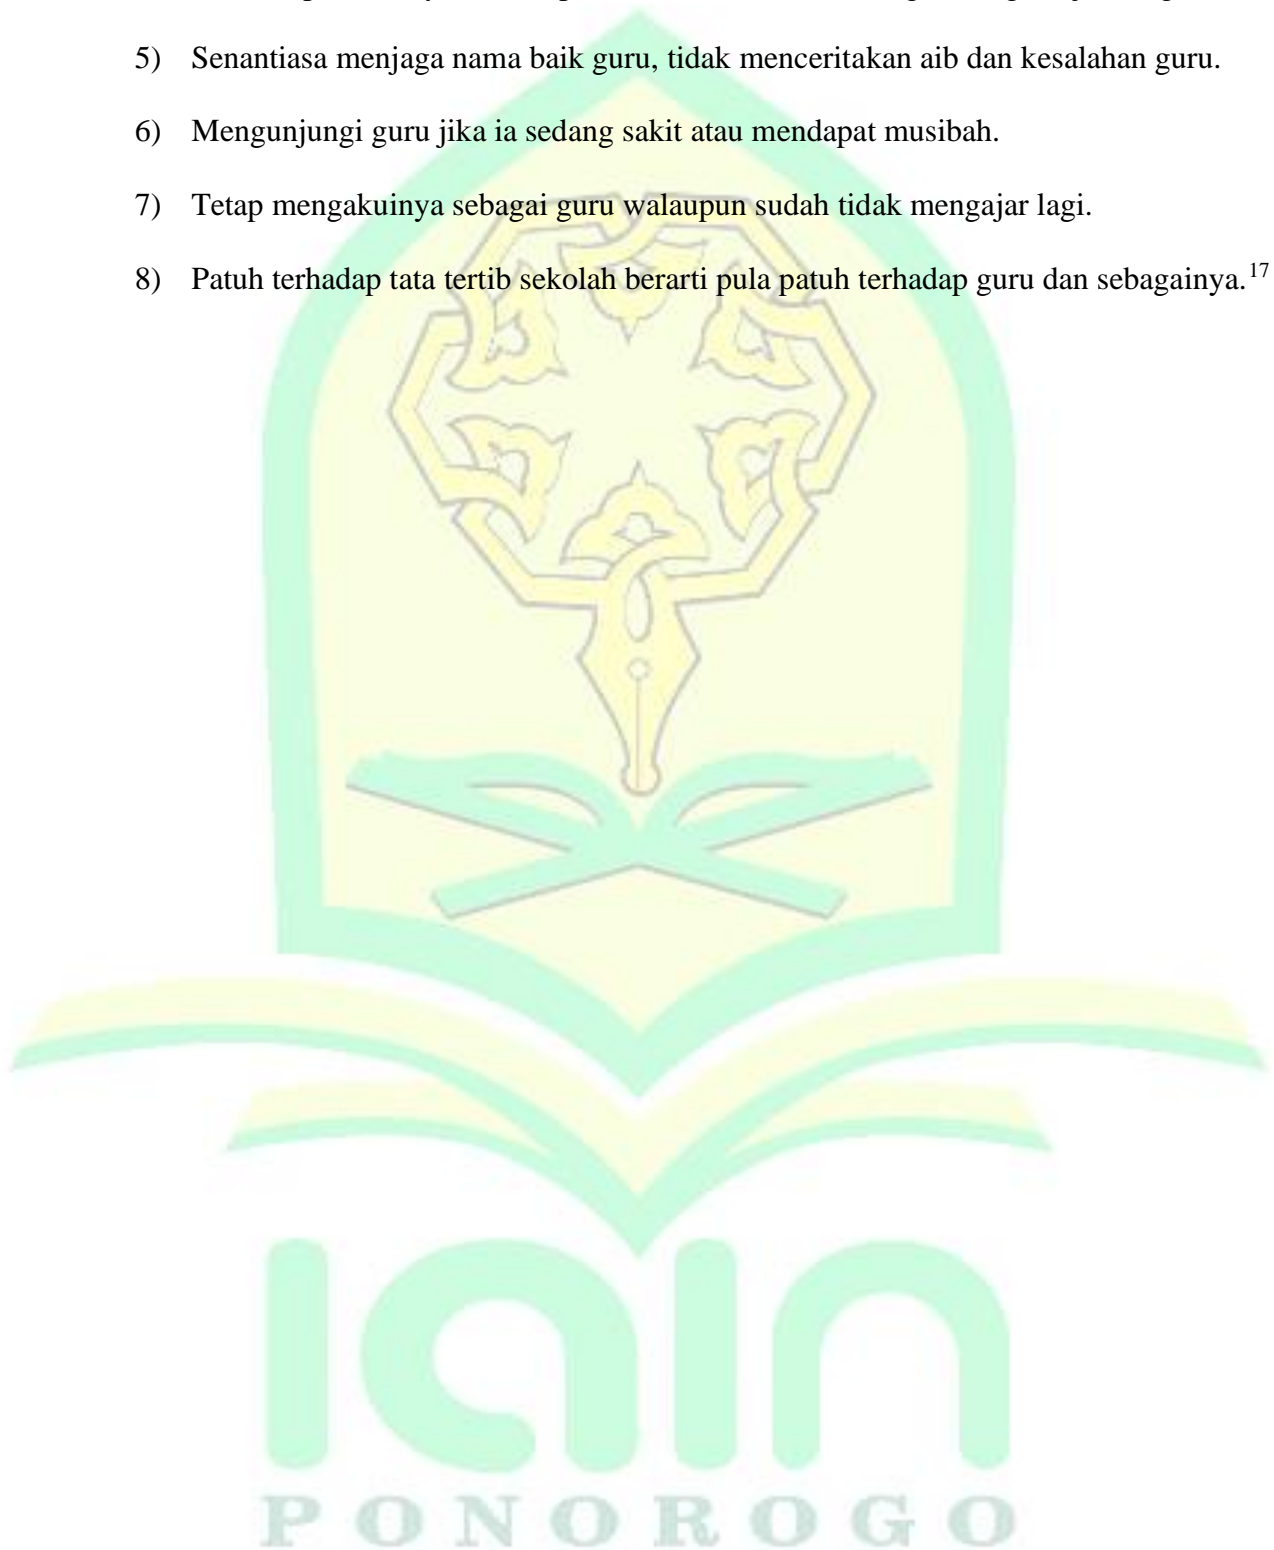 5) Senantiasa menjaga nama baik guru, tidak menceritakan aib dan kesalahan guru.
6) Mengunjungi guru jika ia sedang sakit atau mendapat musibah.
7) Tetap mengakuinya sebagai guru walaupun sudah tidak mengajar lagi.
8) Patuh terhadap tata tertib sekolah berarti pula patuh terhadap guru dan sebagainya.17
iain
PONOROGO